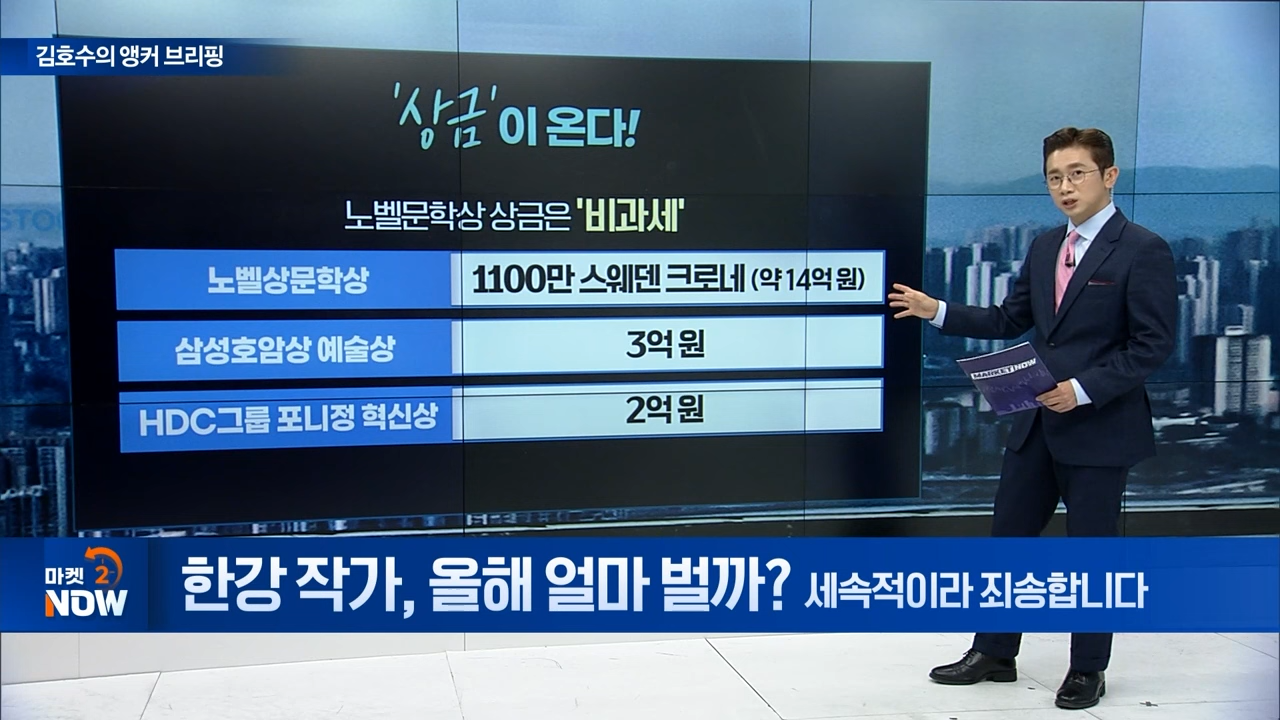 김호수의 앵커 브리핑
'상금'이 온다!
노벨문학상 상금은 '비과세'
노벨상문학상 1100만 스웨덴 크로네 (약 14억 원)
삼성호암상 예술상 3억 원
HDC그룹 포니정 혁신상 2억 원
MARKET NOW
마켓 2
NOW
한강 작가, 올해 얼마 벌까? 세속적이라 죄송합니다